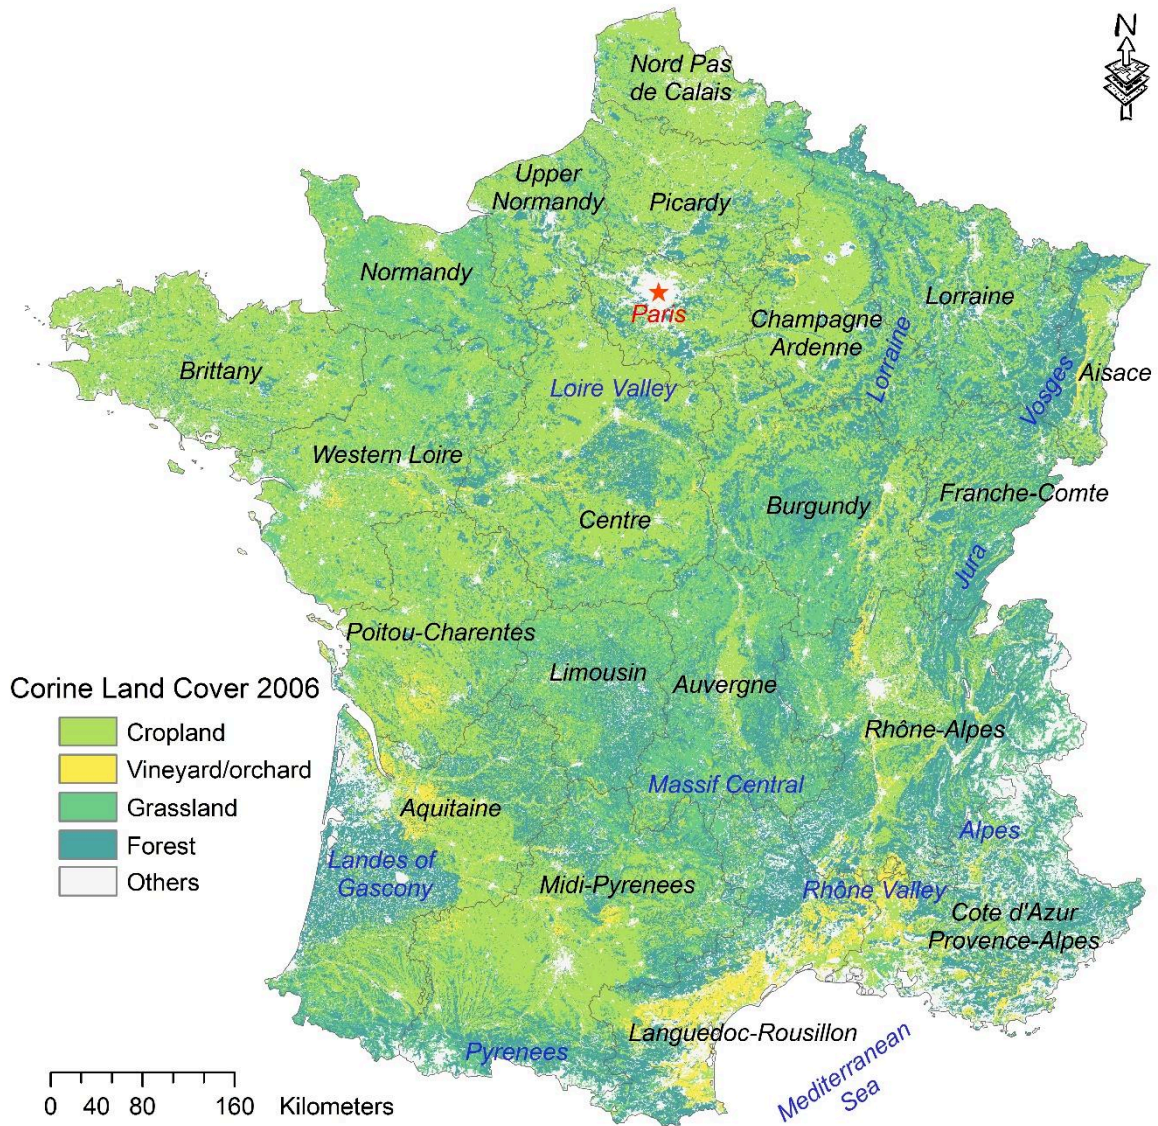 N
Nord Pas
de Calais
Upper
Normandy
Picardy
Normandy
Paris
Champagne
Ardenne
Lorraine
Lorraine
Vosges
Aisace
Brittany
Loire Valley
Western Loire
Centre
Burgundy
Franche-Comte
Jura
Poitou-Charentes
Limousin
Auvergne
Rhône-Alpes
Massif Central
Alpes
Aquitaine
Landes of
Gascony
Midi-Pyrenees
Rhône Valley
Cote d'Azur
Provence-Alpes
Languedoc-Rousillon
Pyrenees
Mediterranean
Sea
Corine Land Cover 2006
Cropland
Vineyard/orchard
Grassland
Forest
Others
0 40 80 160 Kilometers